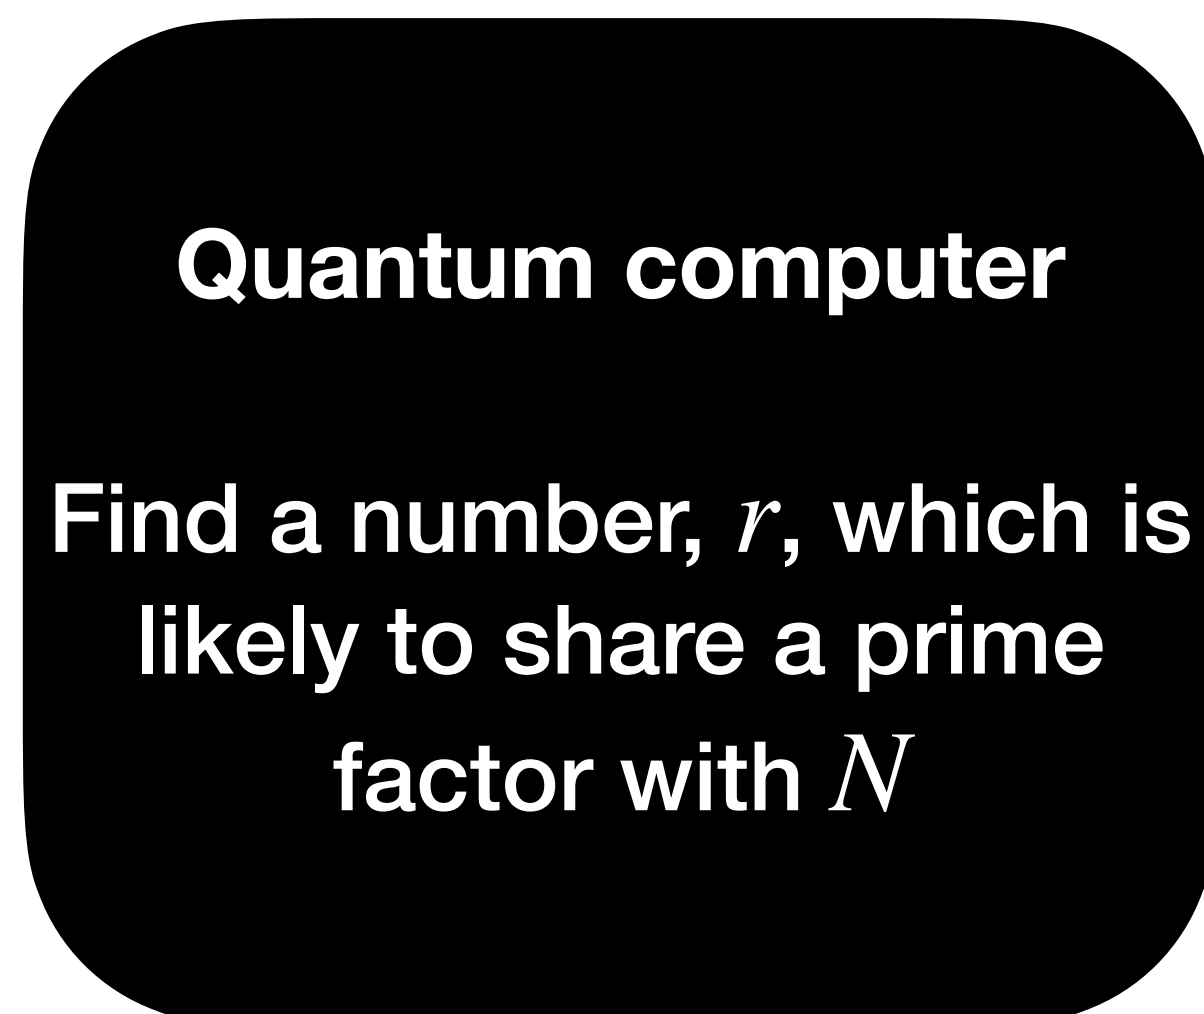 Quantum computer
Find a number, r, which is
likely to share a prime
factor with N